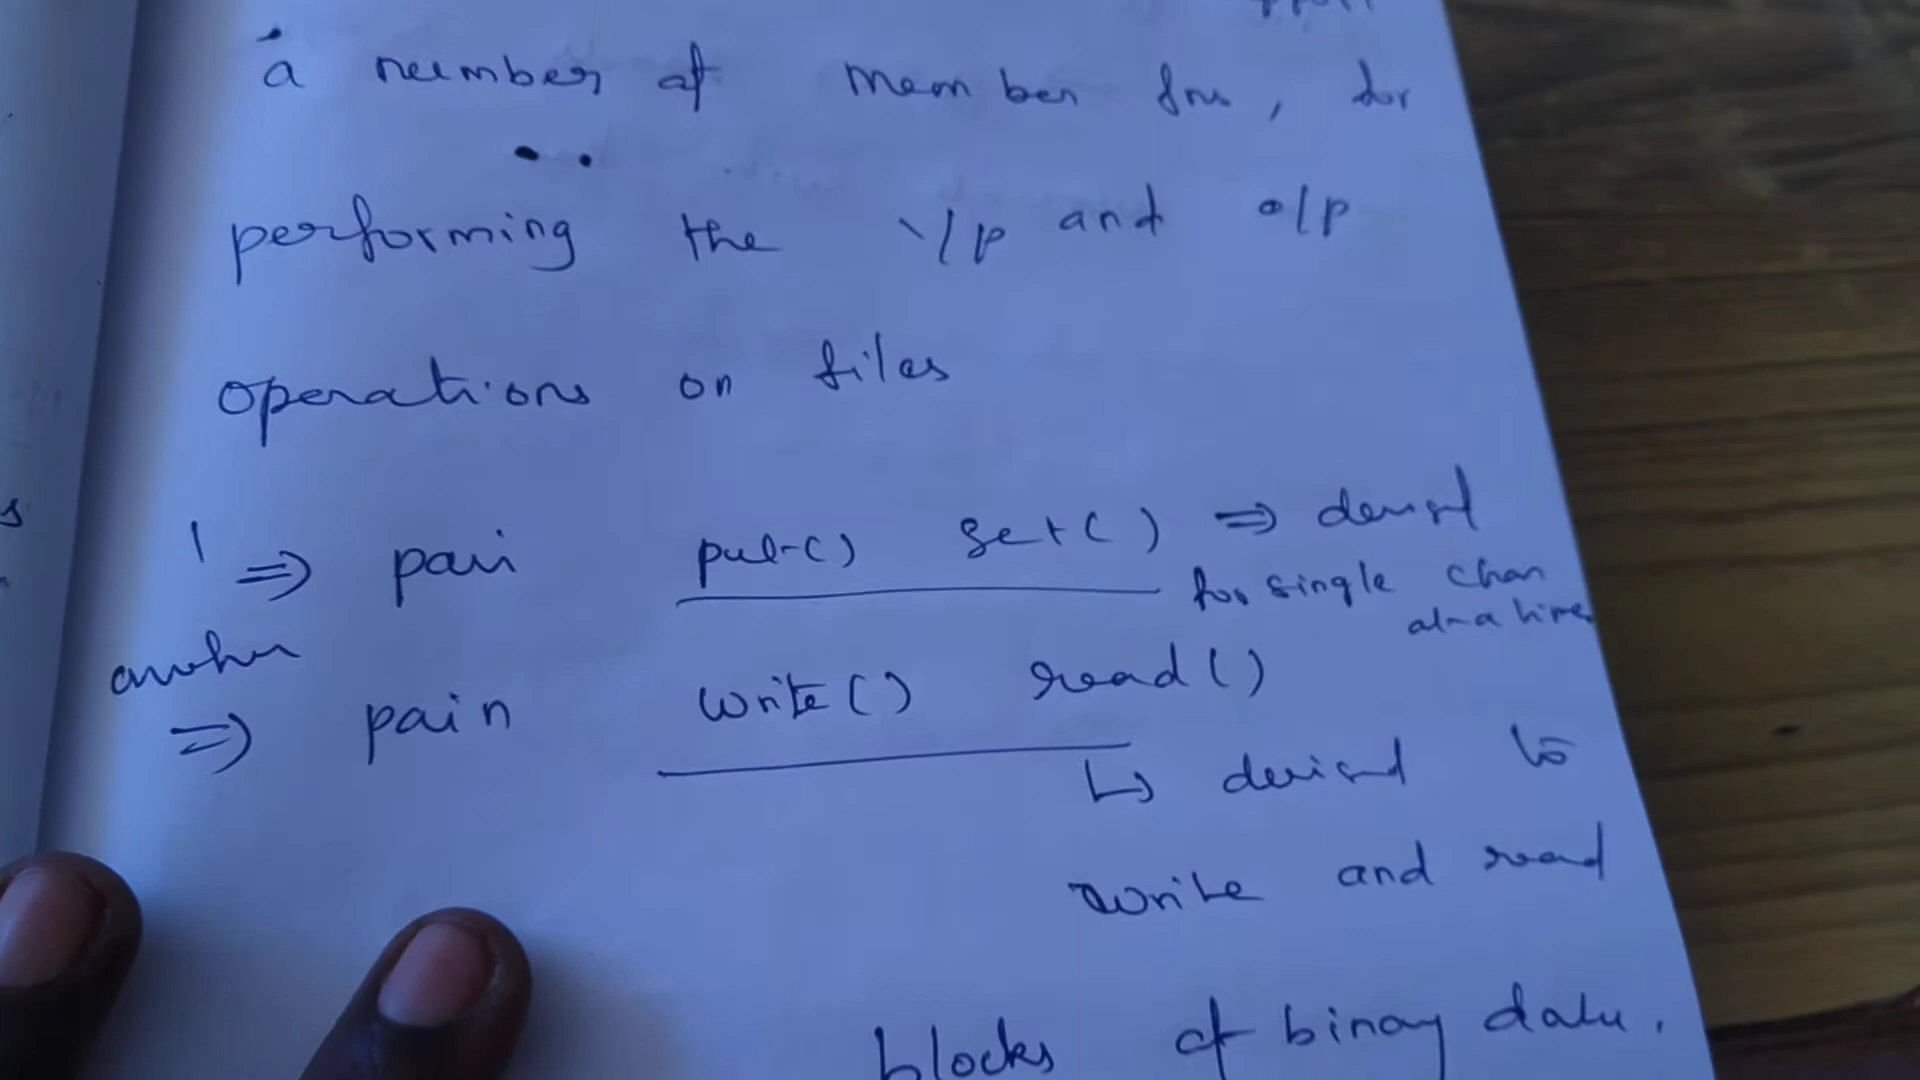 a number of member fns, for
performing the i/p and o/p
operations on files
1 => pair put() get() => design
for single char
at a time
another
=> pair write() read()
↳ design to
write and read
blocks of binary data.